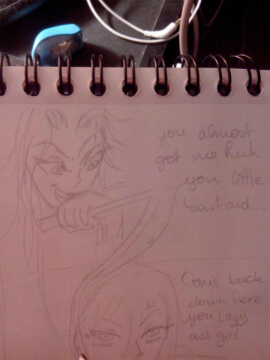 you almost
got me huh
you little
bastard...
Come back
down here
you lazy
ass girl